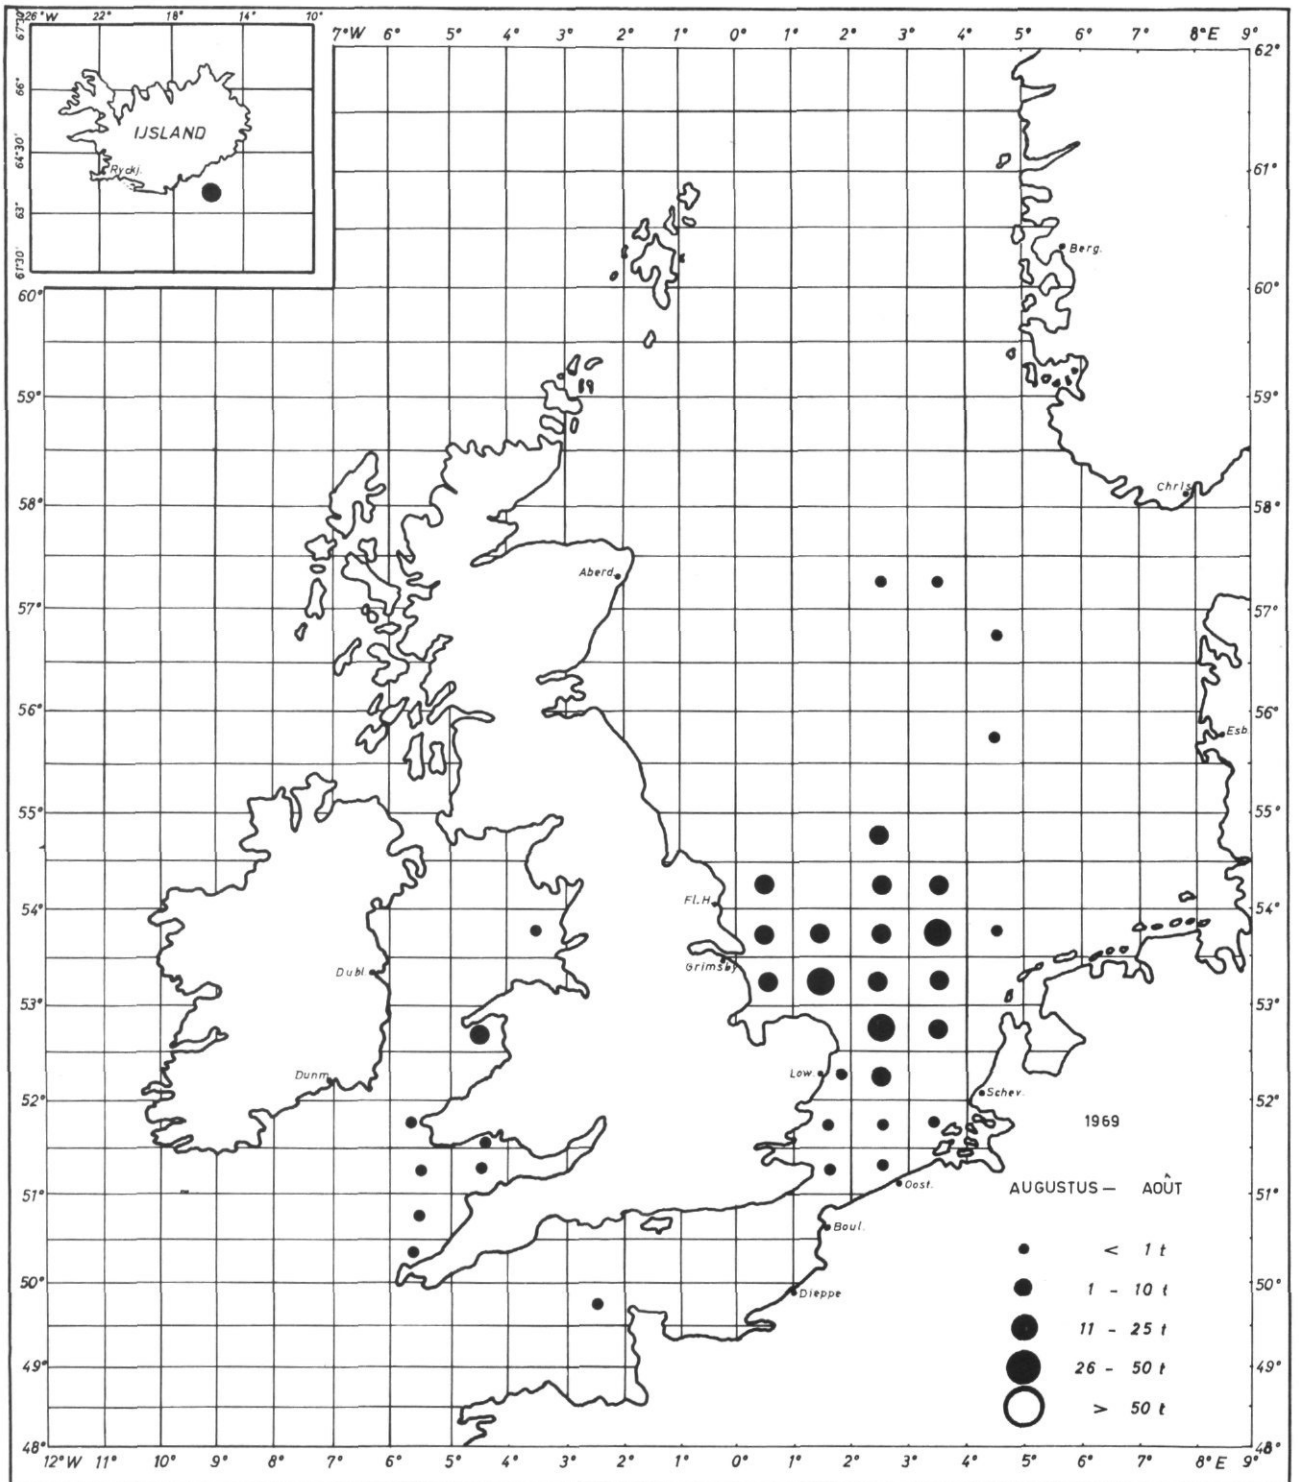 26°W 22° 18° 14° 10°
66°
64°30'
63°
61°30'
IJSLAND
Ryckj.
7°W 6° 5° 4° 3° 2° 1° 0° 1° 2° 3° 4° 5° 6° 7° 8°E 9°
62°
61°
60° 60°
59° 59°
58° 58°
57° 57°
56° 56°
55° 55°
54° 54°
53° 53°
52° 52°
51° 51°
50° 50°
49° 49°
48° 48°
Berg.
Chris
Aberd.
Esb.
Fl.H.
Grimsby
Dubl.
Dunm.
Low.
Schev.
Oost.
Boul.
Dieppe
1969
AUGUSTUS — AOÛT
< 1 t
1 - 10 t
11 - 25 t
26 - 50 t
> 50 t
12°W 11° 10° 9° 8° 7° 6° 5° 4° 3° 2° 1° 0° 1° 2° 3° 4° 5° 6° 7° 8°E 9°